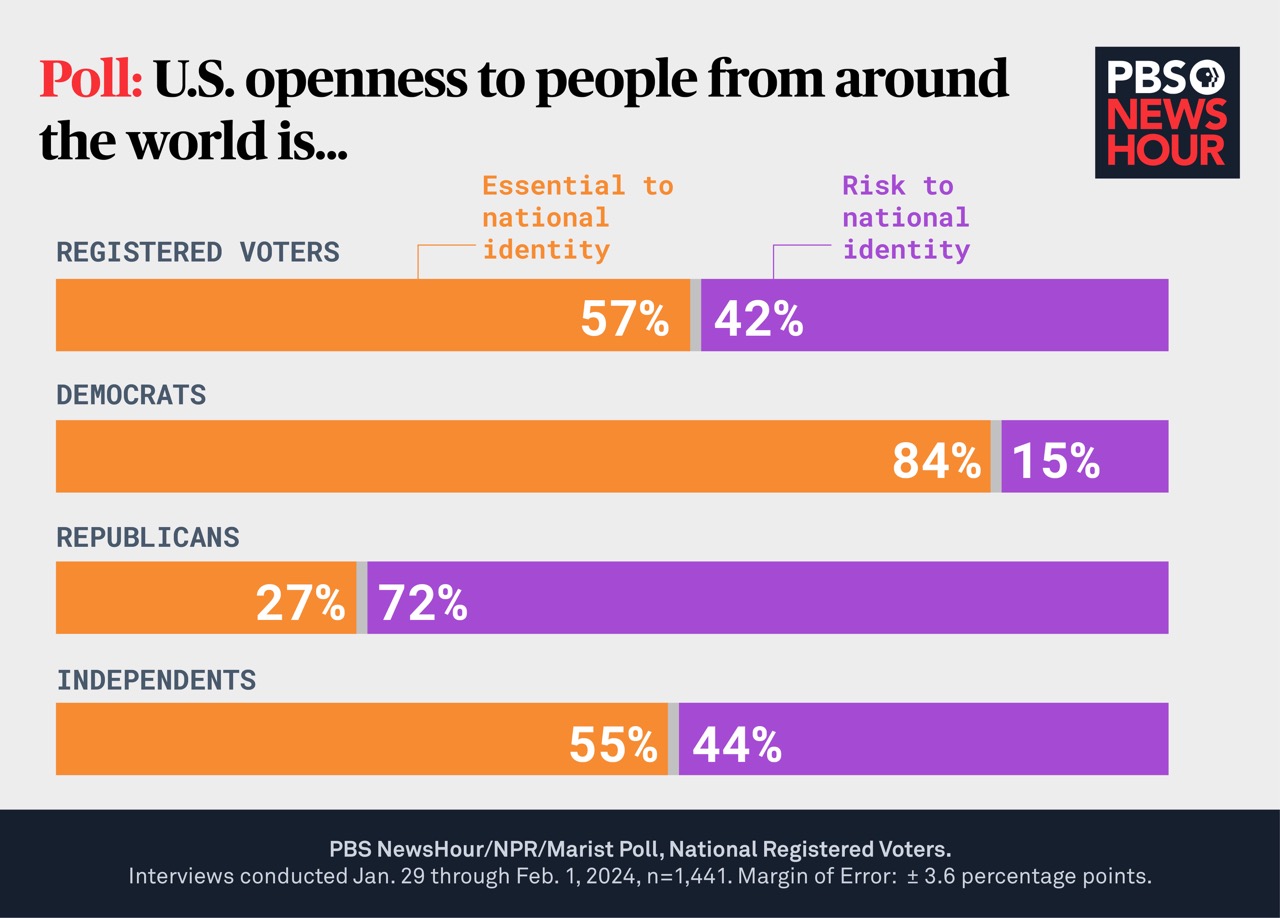 Poll: U.S. openness to people from around
the world is...
PBS
NEWS
HOUR
Essential to
national
identity
Risk to
national
identity
REGISTERED VOTERS
57% 42%
DEMOCRATS
84% 15%
REPUBLICANS
27% 72%
INDEPENDENTS
55% 44%
PBS NewsHour/NPR/Marist Poll, National Registered Voters.
Interviews conducted Jan. 29 through Feb. 1, 2024, n=1,441. Margin of Error: ± 3.6 percentage points.